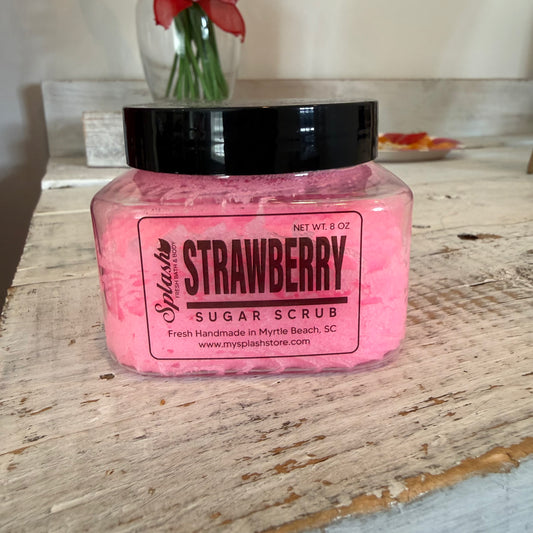 NET WT. 8 OZ
Splash
FRESH BATH & BODY
STRAWBERRY
SUGAR SCRUB
Fresh Handmade in Myrtle Beach, SC
www.mysplashstore.com